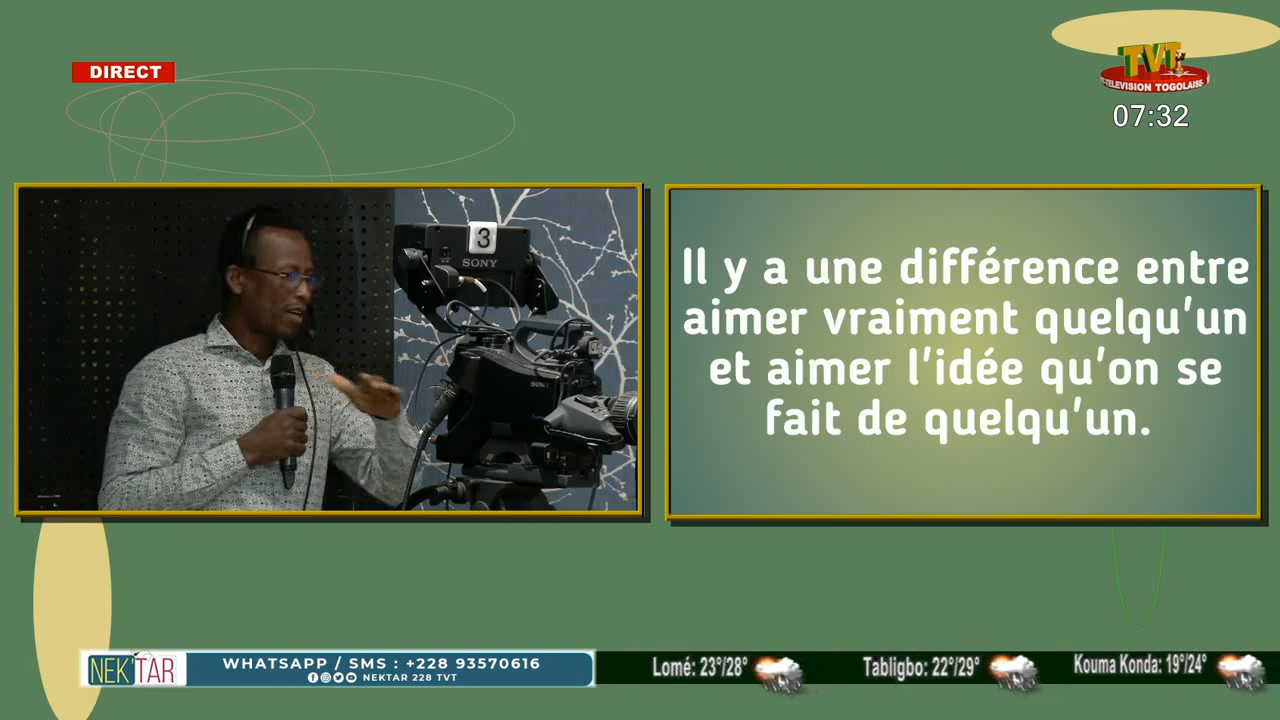 DIRECT
TVT
TELEVISION TOGOLAISE
07:32
3
SONY
SONY
Il y a une différence entre
aimer vraiment quelqu'un
et aimer l'idée qu'on se
fait de quelqu'un.
NEK'TAR
WHATSAPP / SMS : +228 93570616
NEKTAR 228 TVT
Lomé: 23°/28°
Tabligbo: 22°/29°
Kouma Konda: 19°/24°